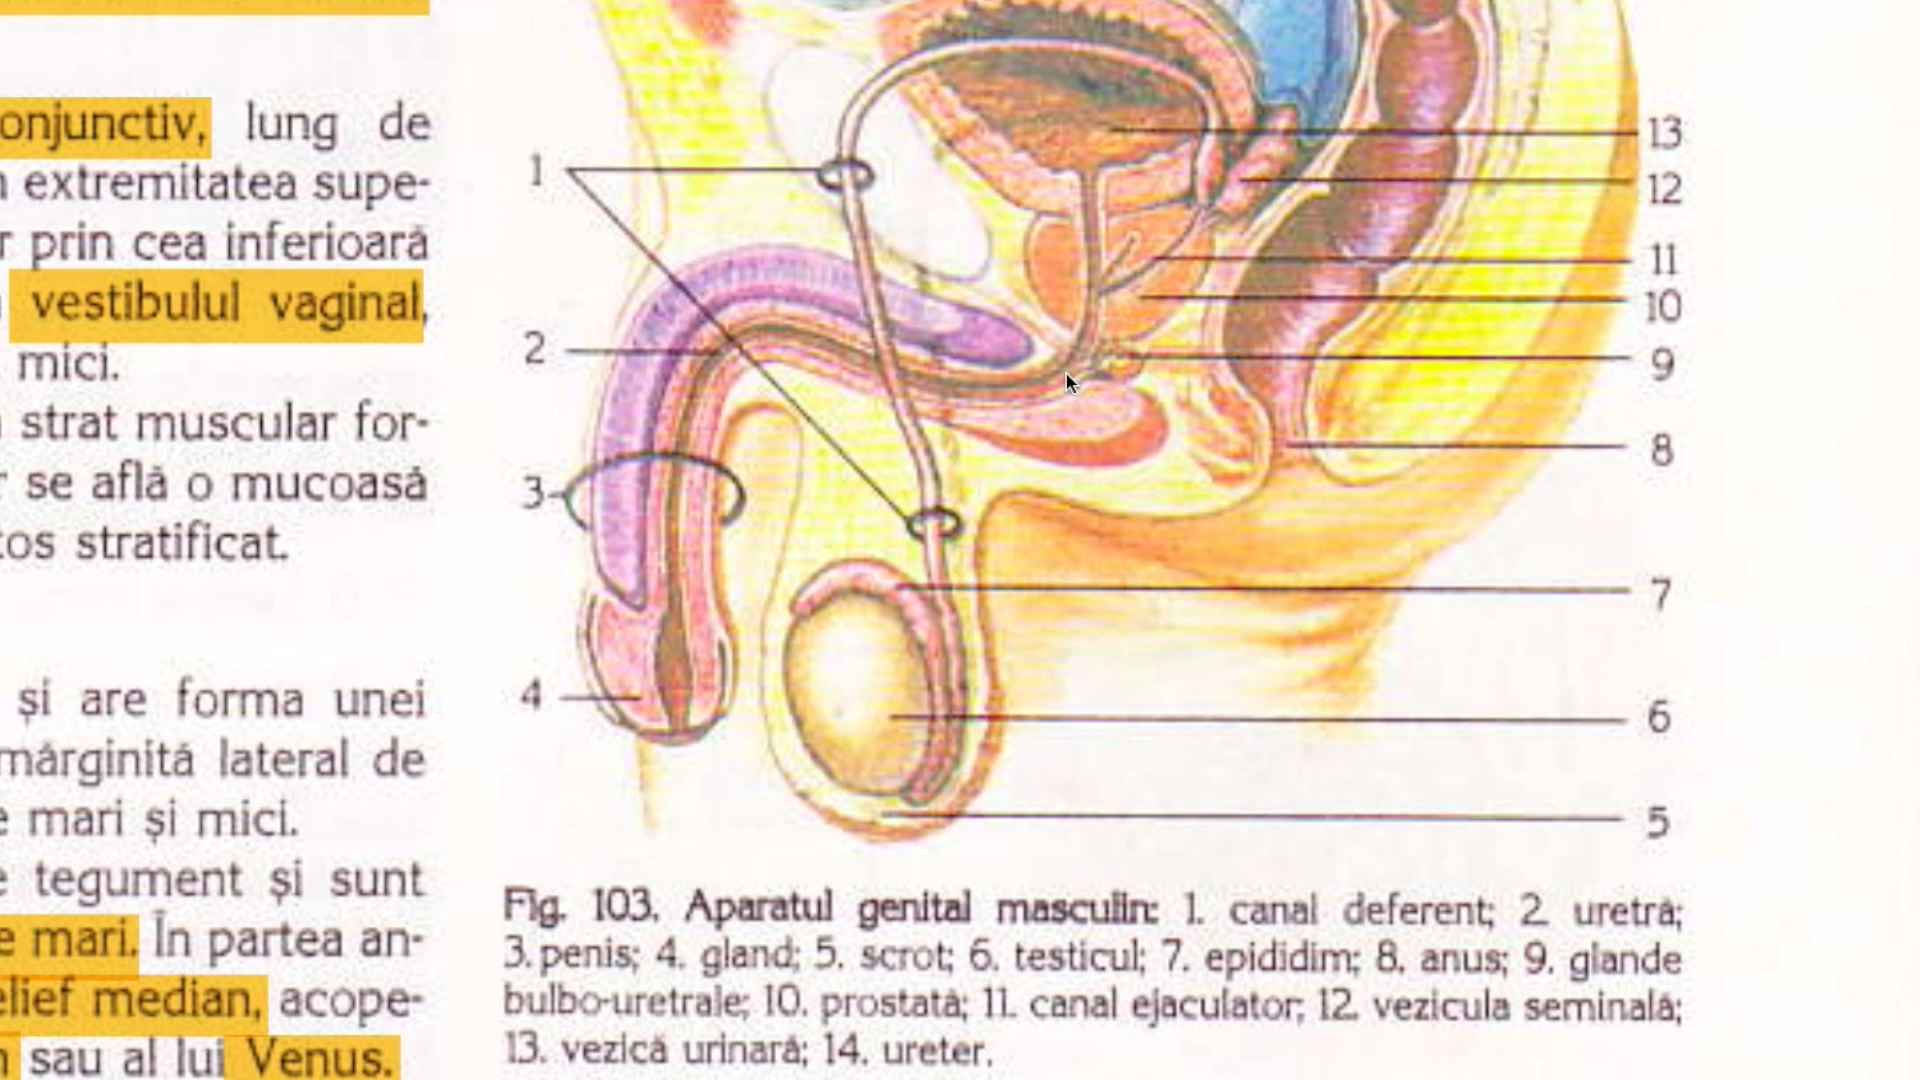 onjunctiv, lung de
extremitatea supe-
r prin cea inferioară
vestibulul vaginal,
mici.
strat muscular for-
r se află o mucoasă
tos stratificat.
și are forma unei
mărginită lateral de
e mari și mici.
e tegument și sunt
e mari. În partea an-
elief median, acope-
sau al lui Venus.
1
2
3
4
13
12
11
10
9
8
7
6
5
Fig. 103. Aparatul genital masculin: 1. canal deferent; 2. uretră;
3. penis; 4. gland; 5. scrot; 6. testicul; 7. epididim; 8. anus; 9. glande
bulbo-uretrale; 10. prostată; 11. canal ejaculator; 12. vezicula seminală;
13. vezică urinară; 14. ureter.